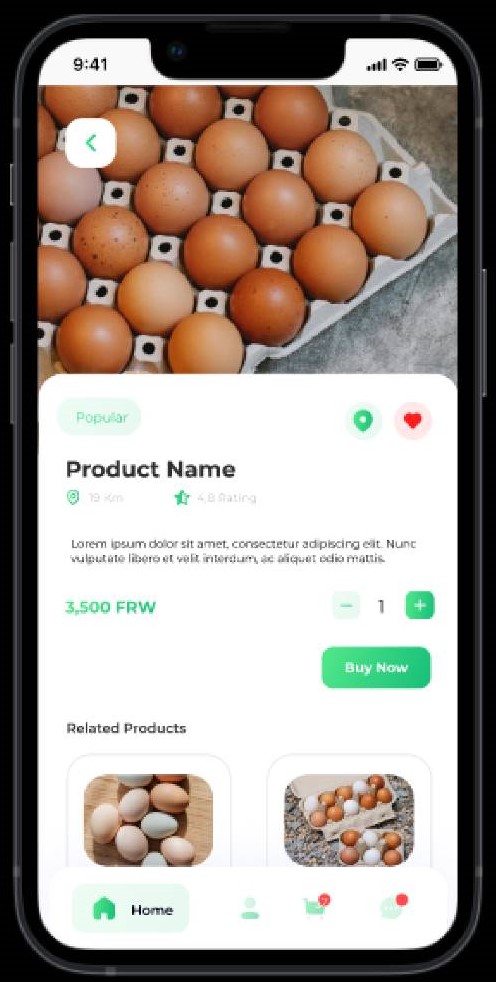 9:41
Popular
Product Name
19 Km
4,8 Rating
Lorem ipsum dolor sit amet, consectetur adipiscing elit. Nunc
vulputate libero et velit interdum, ac aliquet odio mattis.
3,500 FRW
1
Buy Now
Related Products
Home